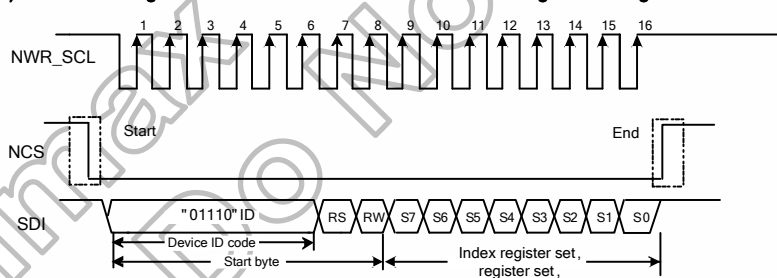 1 2 3 4 5 6 7 8 9 10 11 12 13 14 15 16
NWR_SCL
Start
End
NCS
SDI
"01110" ID
RS
RW
S7
S6
S5
S4
S3
S2
S1
S0
Device ID code
Start byte
Index register set,
register set,